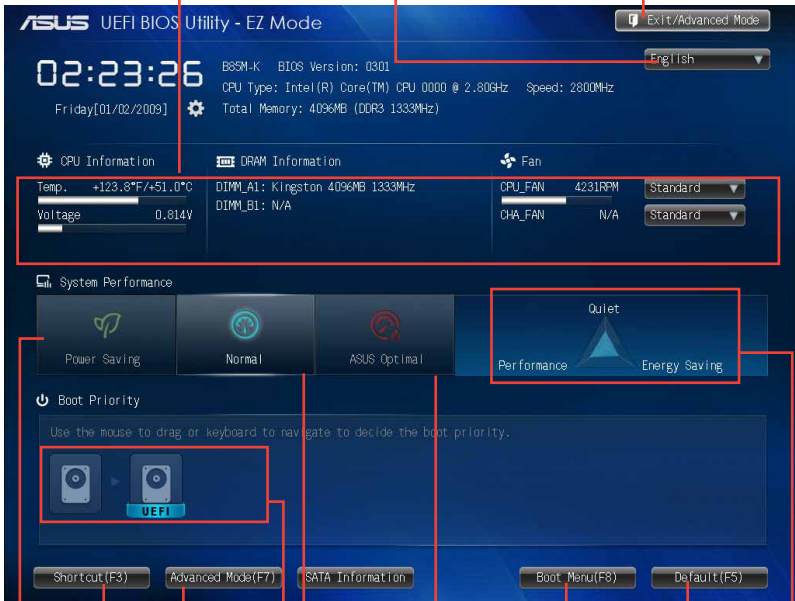 ASUS UEFI BIOS Utility - EZ Mode
Exit/Advanced Mode
English
02:23:26
Friday[01/02/2009]
B85M-K BIOS Version: 0301
CPU Type: Intel(R) Core(TM) CPU 0000 @ 2.80GHz Speed: 2800MHz
Total Memory: 4096MB (DDR3 1333MHz)
CPU Information
DRAM Information
Fan
Temp. +123.8°F/+51.0°C
DIMM_A1: Kingston 4096MB 1333MHz
CPU_FAN 4231RPM
Standard
Voltage 0.814V
DIMM_B1: N/A
CHA_FAN N/A
Standard
System Performance
Power Saving
Normal
ASUS Optimal
Quiet
Performance
Energy Saving
Boot Priority
Use the mouse to drag or keyboard to navigate to decide the boot priority.
UEFI
Shortcut(F3)
Advanced Mode(F7)
SATA Information
Boot Menu(F8)
Default(F5)